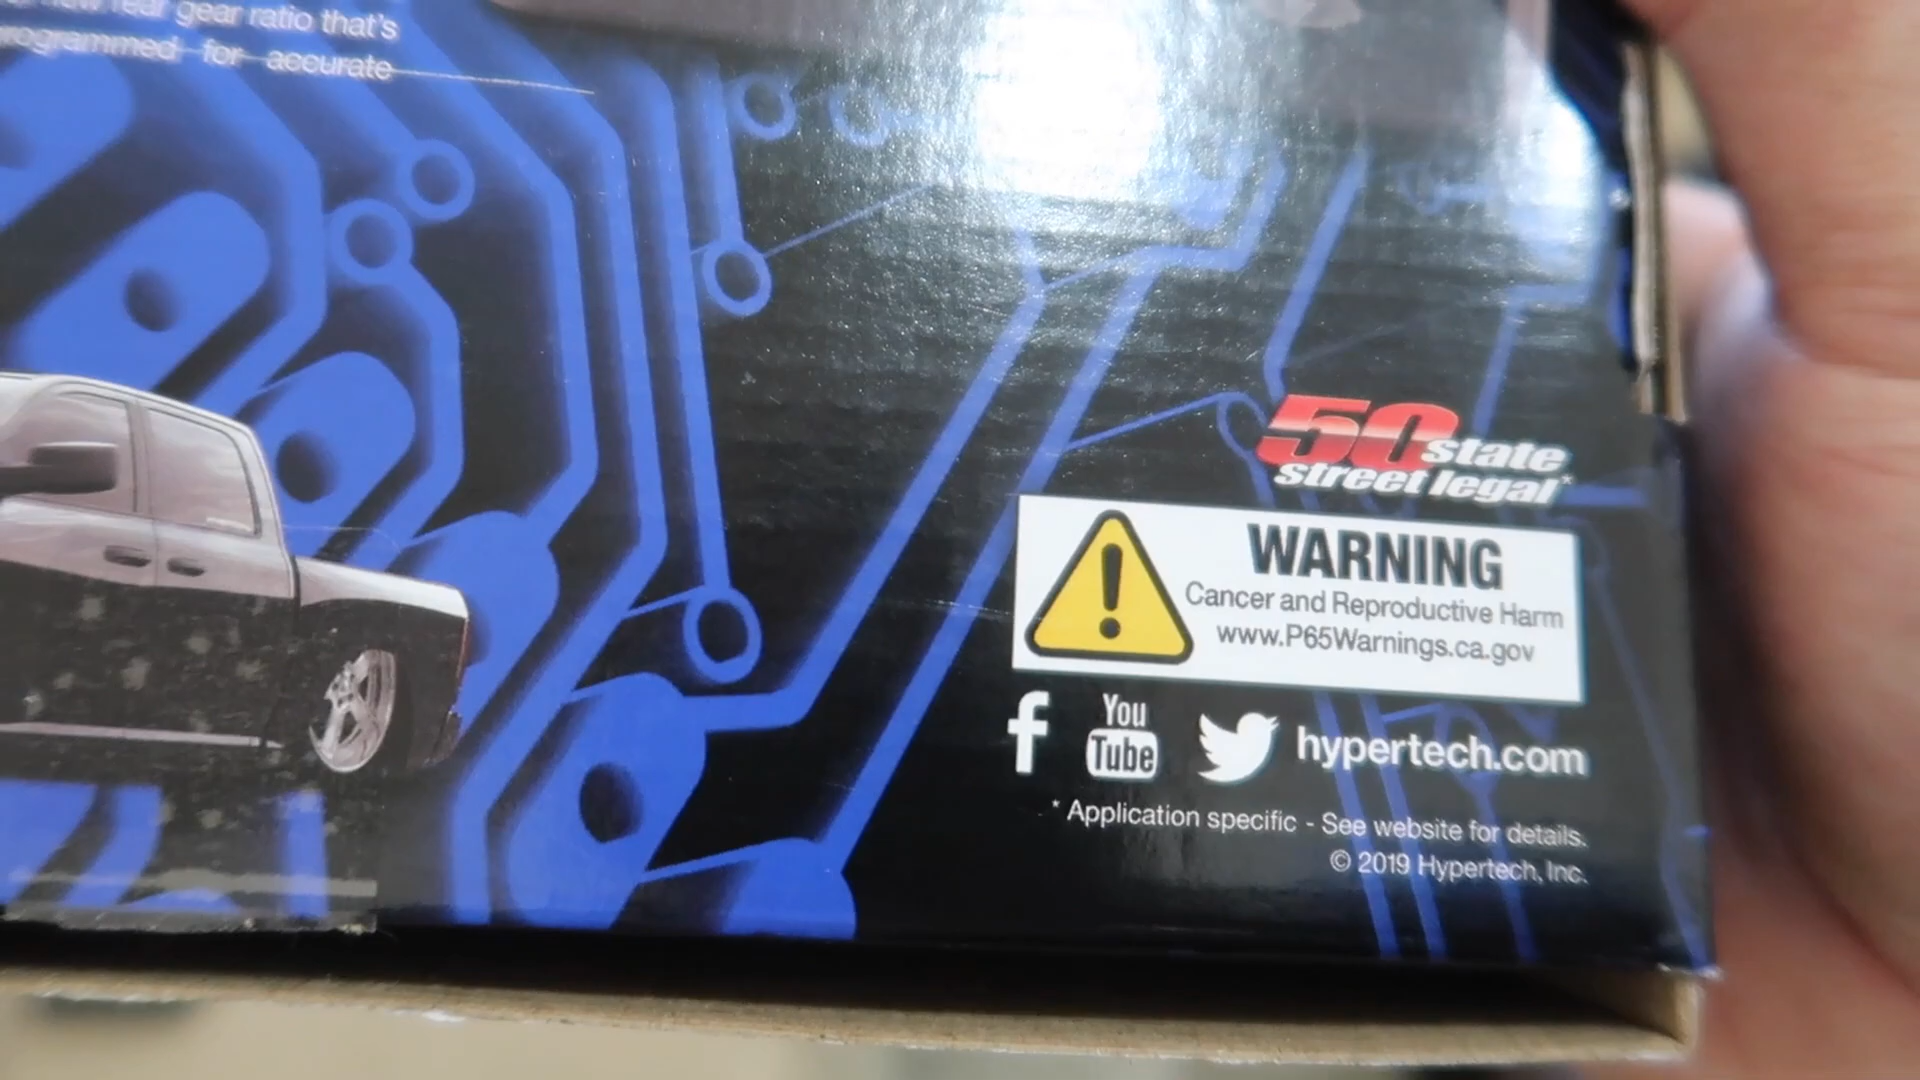 rear gear ratio that's
programmed for accurate
50 state
street legal*
WARNING
Cancer and Reproductive Harm
www.P65Warnings.ca.gov
f You Tube hypertech.com
* Application specific - See website for details.
© 2019 Hypertech, Inc.